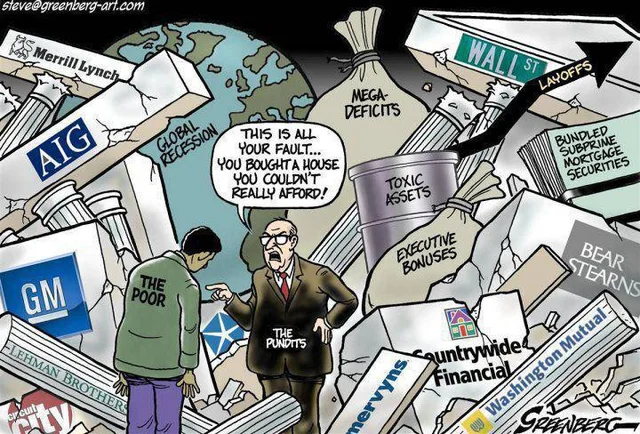 steve@greenberg-art.com
Merrill Lynch
AIG
GLOBAL
RECESSION
MEGA-
DEFICITS
WALL ST
LAYOFFS
THIS IS ALL
YOUR FAULT...
YOU BOUGHT A HOUSE
YOU COULDN'T
REALLY AFFORD!
TOXIC
ASSETS
BUNDLED
SUBPRIME
MORTGAGE
SECURITIES
EXECUTIVE
BONUSES
BEAR
STEARNS
GM
THE
POOR
THE
PUNDITS
LEHMAN BROTHERS
circuit
city
mervyns
Countrywide
Financial
Washington Mutual
GREENBERG